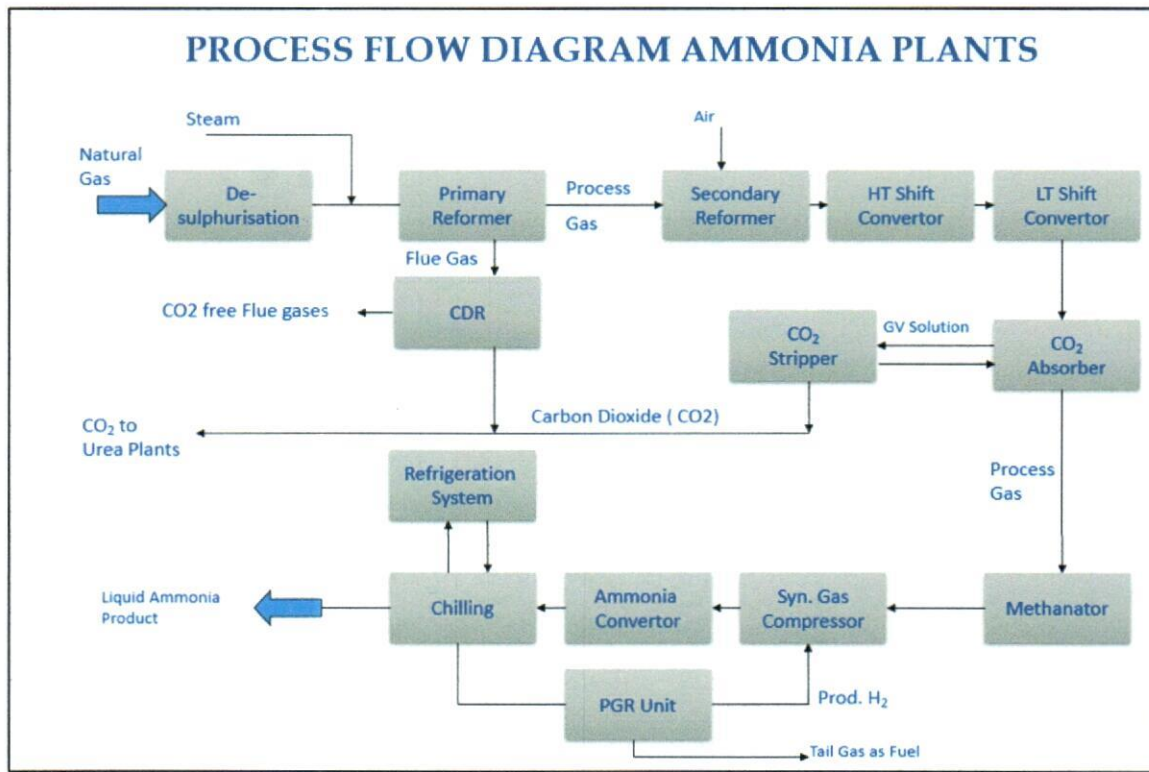 PROCESS FLOW DIAGRAM AMMONIA PLANTS
Steam
Air
Natural
Gas
De-
sulphurisation
Primary
Reformer
Process
Gas
Secondary
Reformer
HT Shift
Convertor
LT Shift
Convertor
Flue Gas
CO2 free Flue gases
CDR
CO₂
Stripper
GV Solution
CO₂
Absorber
Carbon Dioxide ( CO2)
CO₂ to
Urea Plants
Refrigeration
System
Process
Gas
Liquid Ammonia
Product
Chilling
Ammonia
Convertor
Syn. Gas
Compressor
Methanator
PGR Unit
Prod. H₂
Tail Gas as Fuel